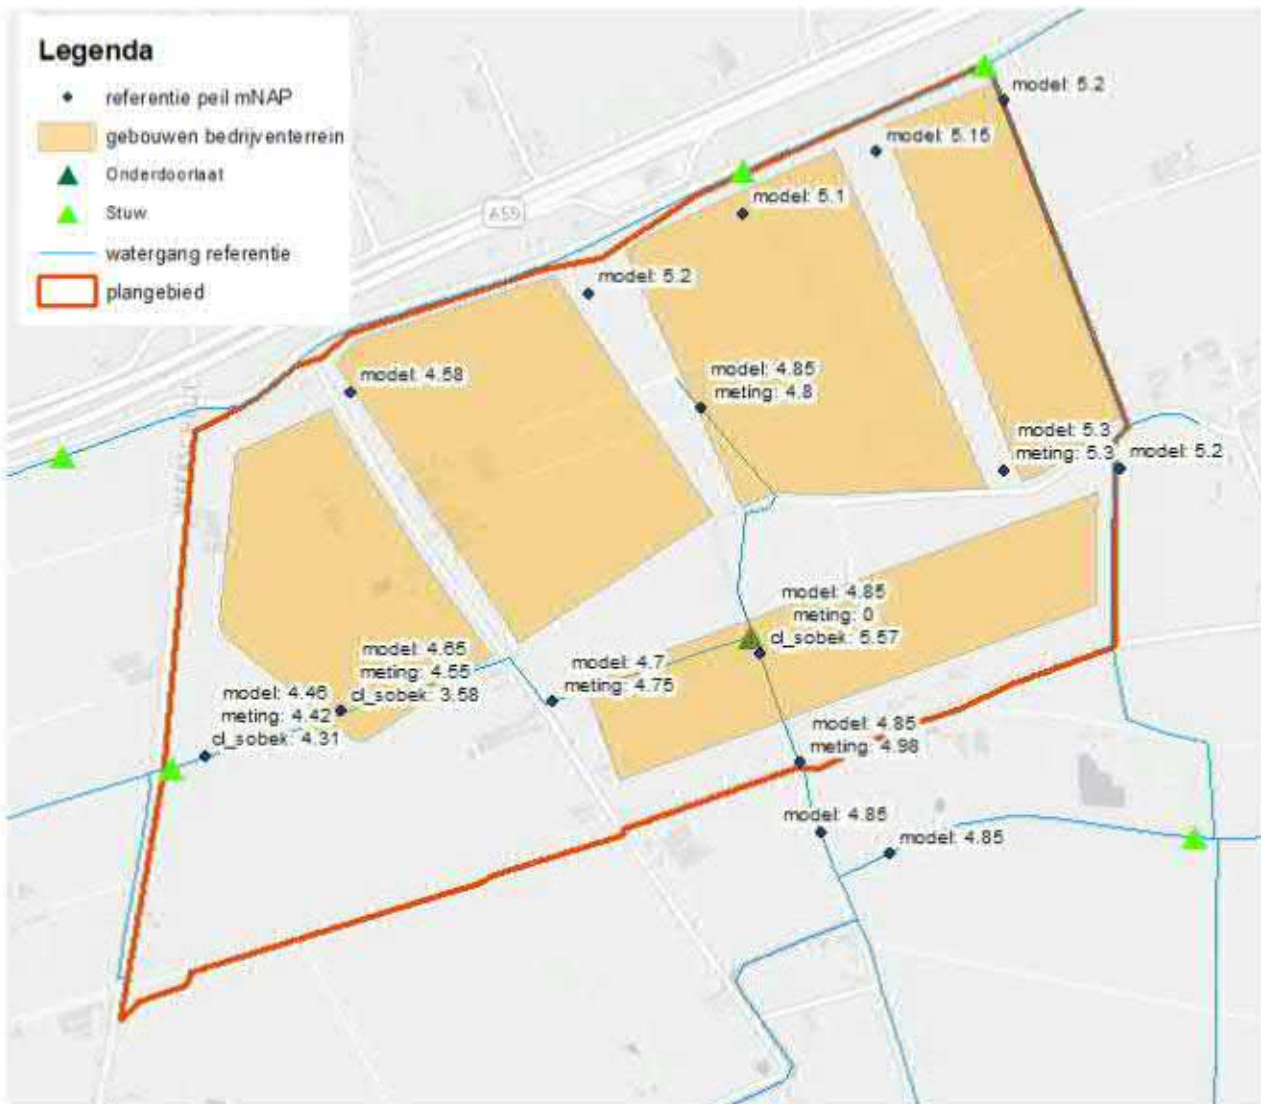 Legenda
referentie peil mNAP
gebouwen bedrijventerrein
Onderdoorlaat
Stuw
watergang referentie
plangebied
A59
model: 5.2
model: 5.15
model: 5.1
model: 5.2
model: 4.58
model: 4.85
meting: 4.8
model: 5.3
meting: 5.3
model: 5.2
model: 4.85
meting: 0
cl_sobek: 5.57
model: 4.65
meting: 4.55
cl_sobek: 3.58
model: 4.7
meting: 4.75
model: 4.46
meting: 4.42
cl_sobek: 4.31
model: 4.85
meting: 4.98
model: 4.85
model: 4.85